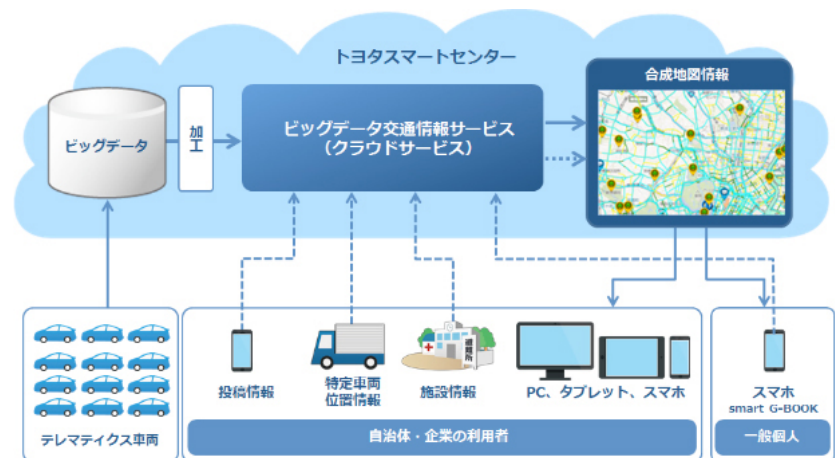 トヨタスマートセンター
ビッグデータ
加工
ビッグデータ交通情報サービス
（クラウドサービス）
合成地図情報
テレマティクス車両
投稿情報
特定車両
位置情報
避難所
施設情報
PC、タブレット、スマホ
自治体・企業の利用者
スマホ
smart G-BOOK
一般個人